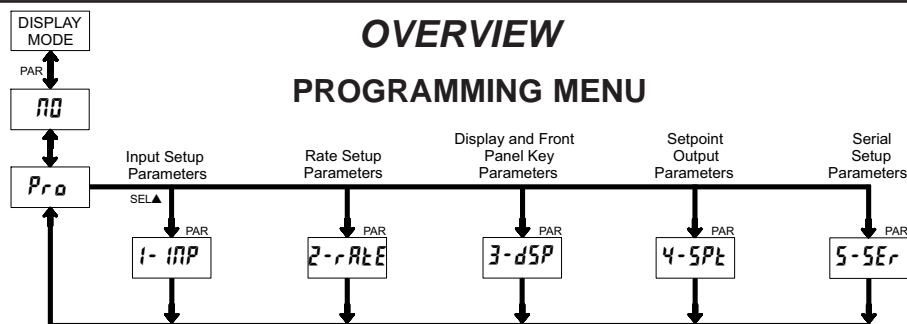 OVERVIEW
PROGRAMMING MENU
DISPLAY
MODE
PAR
NO
Pro
Input Setup
Parameters
SEL▲
Rate Setup
Parameters
Display and Front
Panel Key
Parameters
Setpoint
Output
Parameters
Serial
Setup
Parameters
PAR
1-INP
PAR
2-rAtE
PAR
3-dSP
PAR
4-SPt
PAR
5-SEr